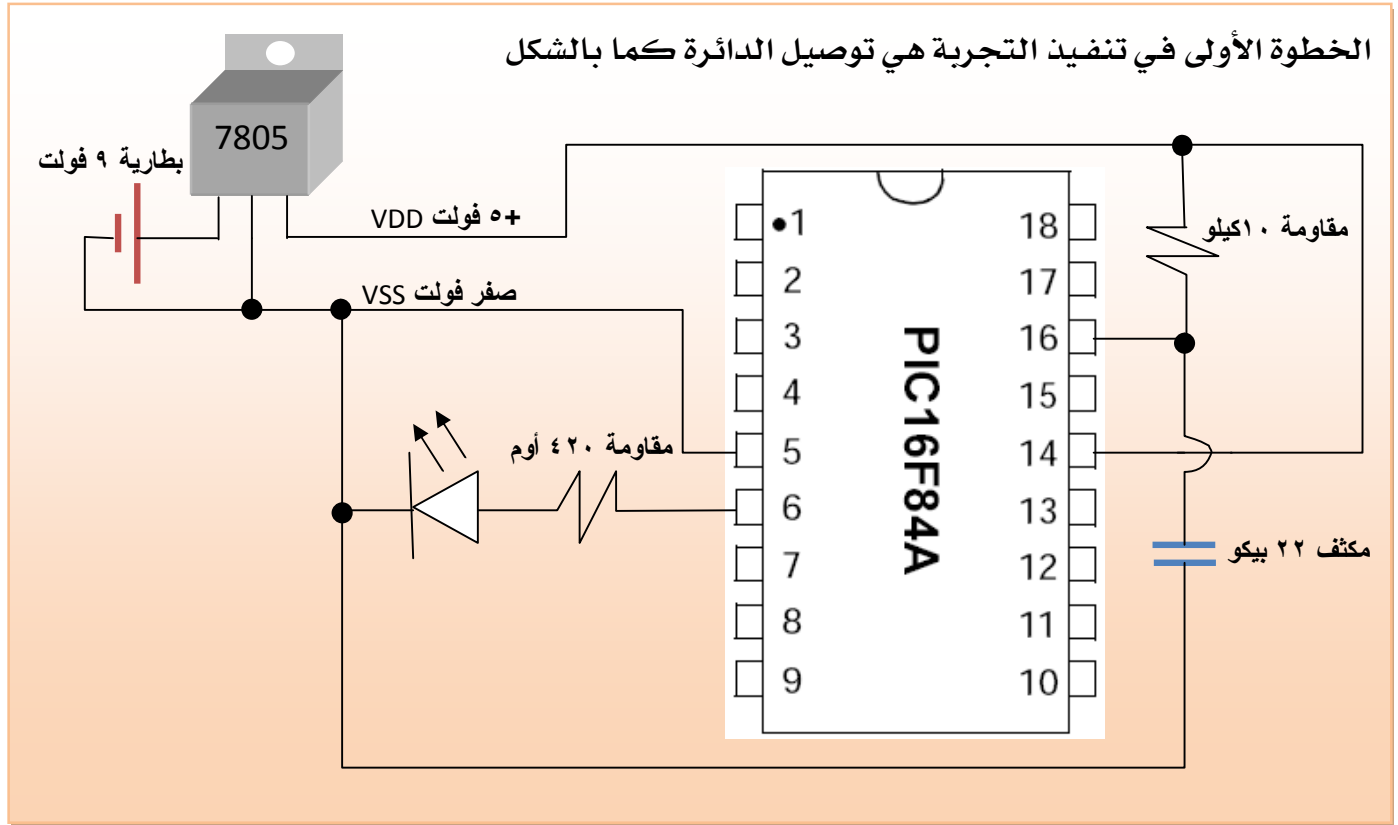 الخطوة الأولى في تنفيذ التجربة هي توصيل الدائرة كما بالشكل
7805
بطارية ٩ فولت
+٥ فولت VDD
صفر فولت VSS
مقاومة ١٠كيلو
مقاومة ٤٢٠ أوم
مكثف ٢٢ بيكو
PIC16F84A
1
2
3
4
5
6
7
8
9
18
17
16
15
14
13
12
11
10